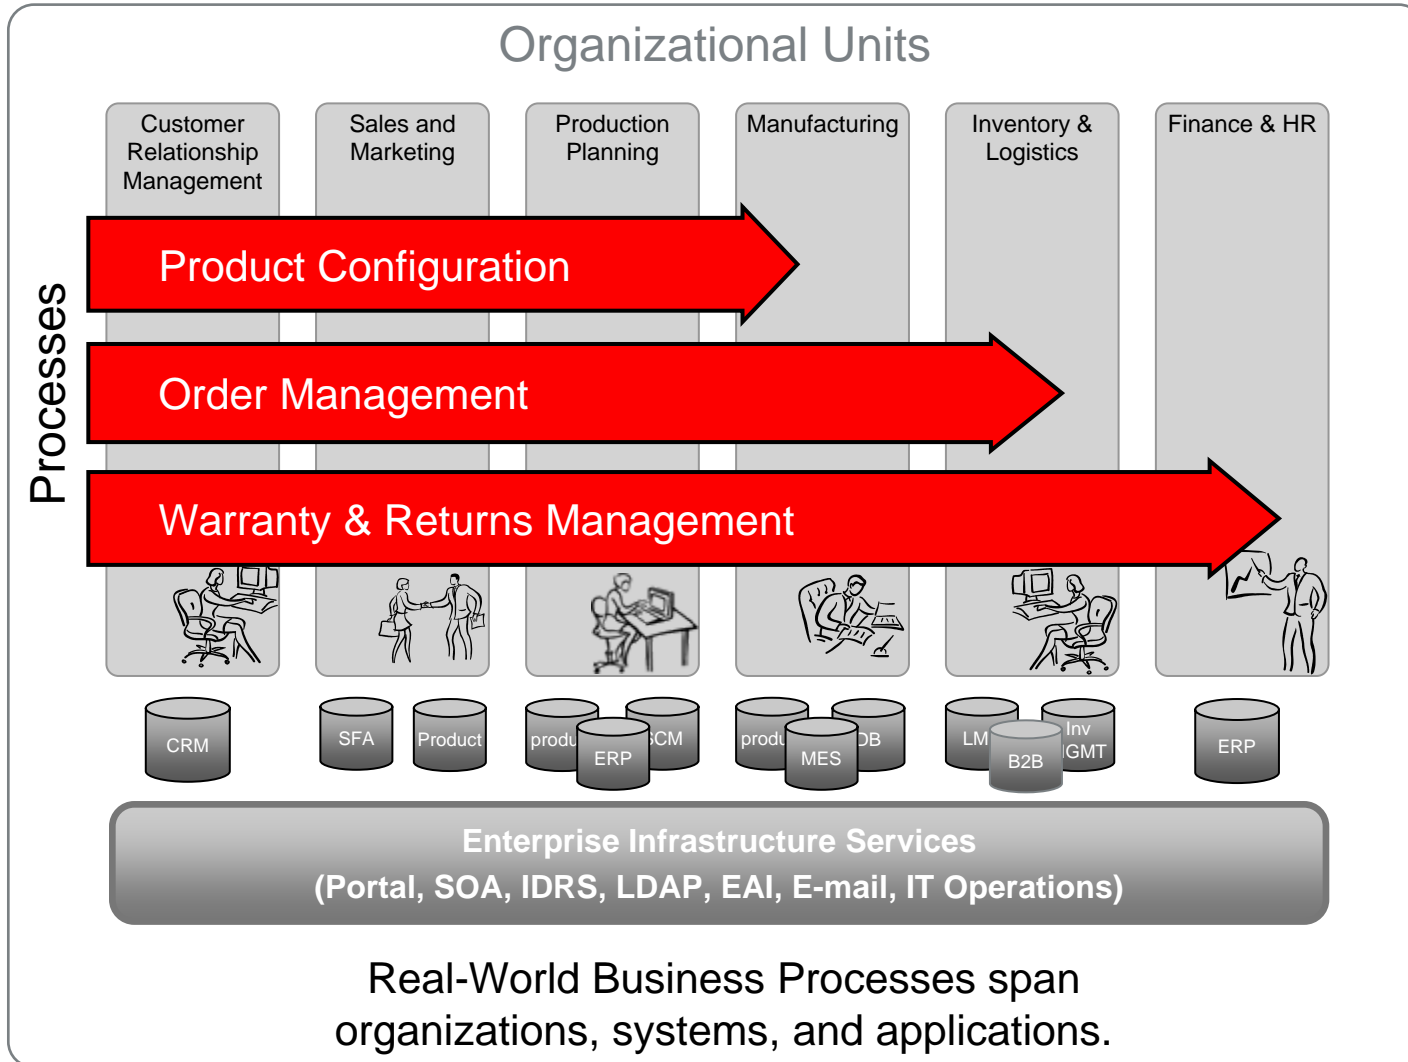 Organizational Units
Customer
Relationship
Management
Sales and
Marketing
Production
Planning
Manufacturing
Inventory &
Logistics
Finance & HR
Processes
Product Configuration
Order Management
Warranty & Returns Management
CRM
SFA
Product
ERP
MES
B2B
Inv
ERP
Enterprise Infrastructure Services
(Portal, SOA, IDRS, LDAP, EAI, E-mail, IT Operations)
Real-World Business Processes span
organizations, systems, and applications.